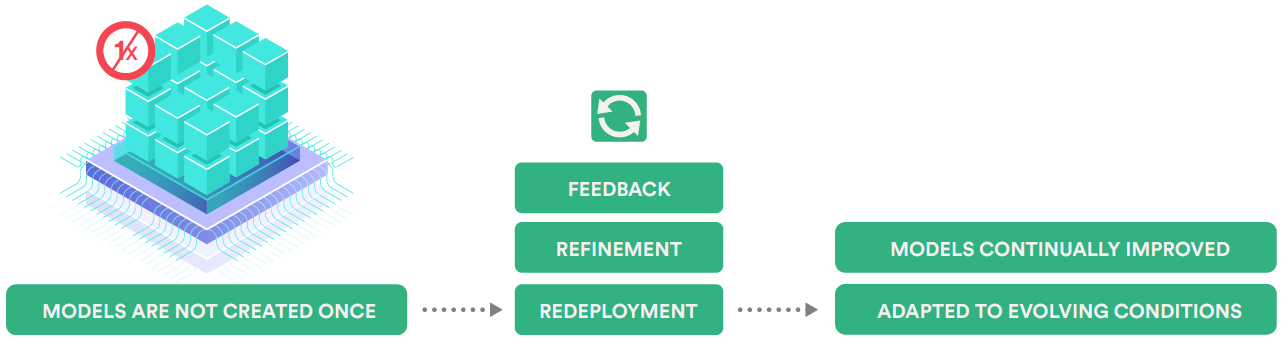 1x
FEEDBACK
REFINEMENT
MODELS CONTINUALLY IMPROVED
MODELS ARE NOT CREATED ONCE
REDEPLOYMENT
ADAPTED TO EVOLVING CONDITIONS